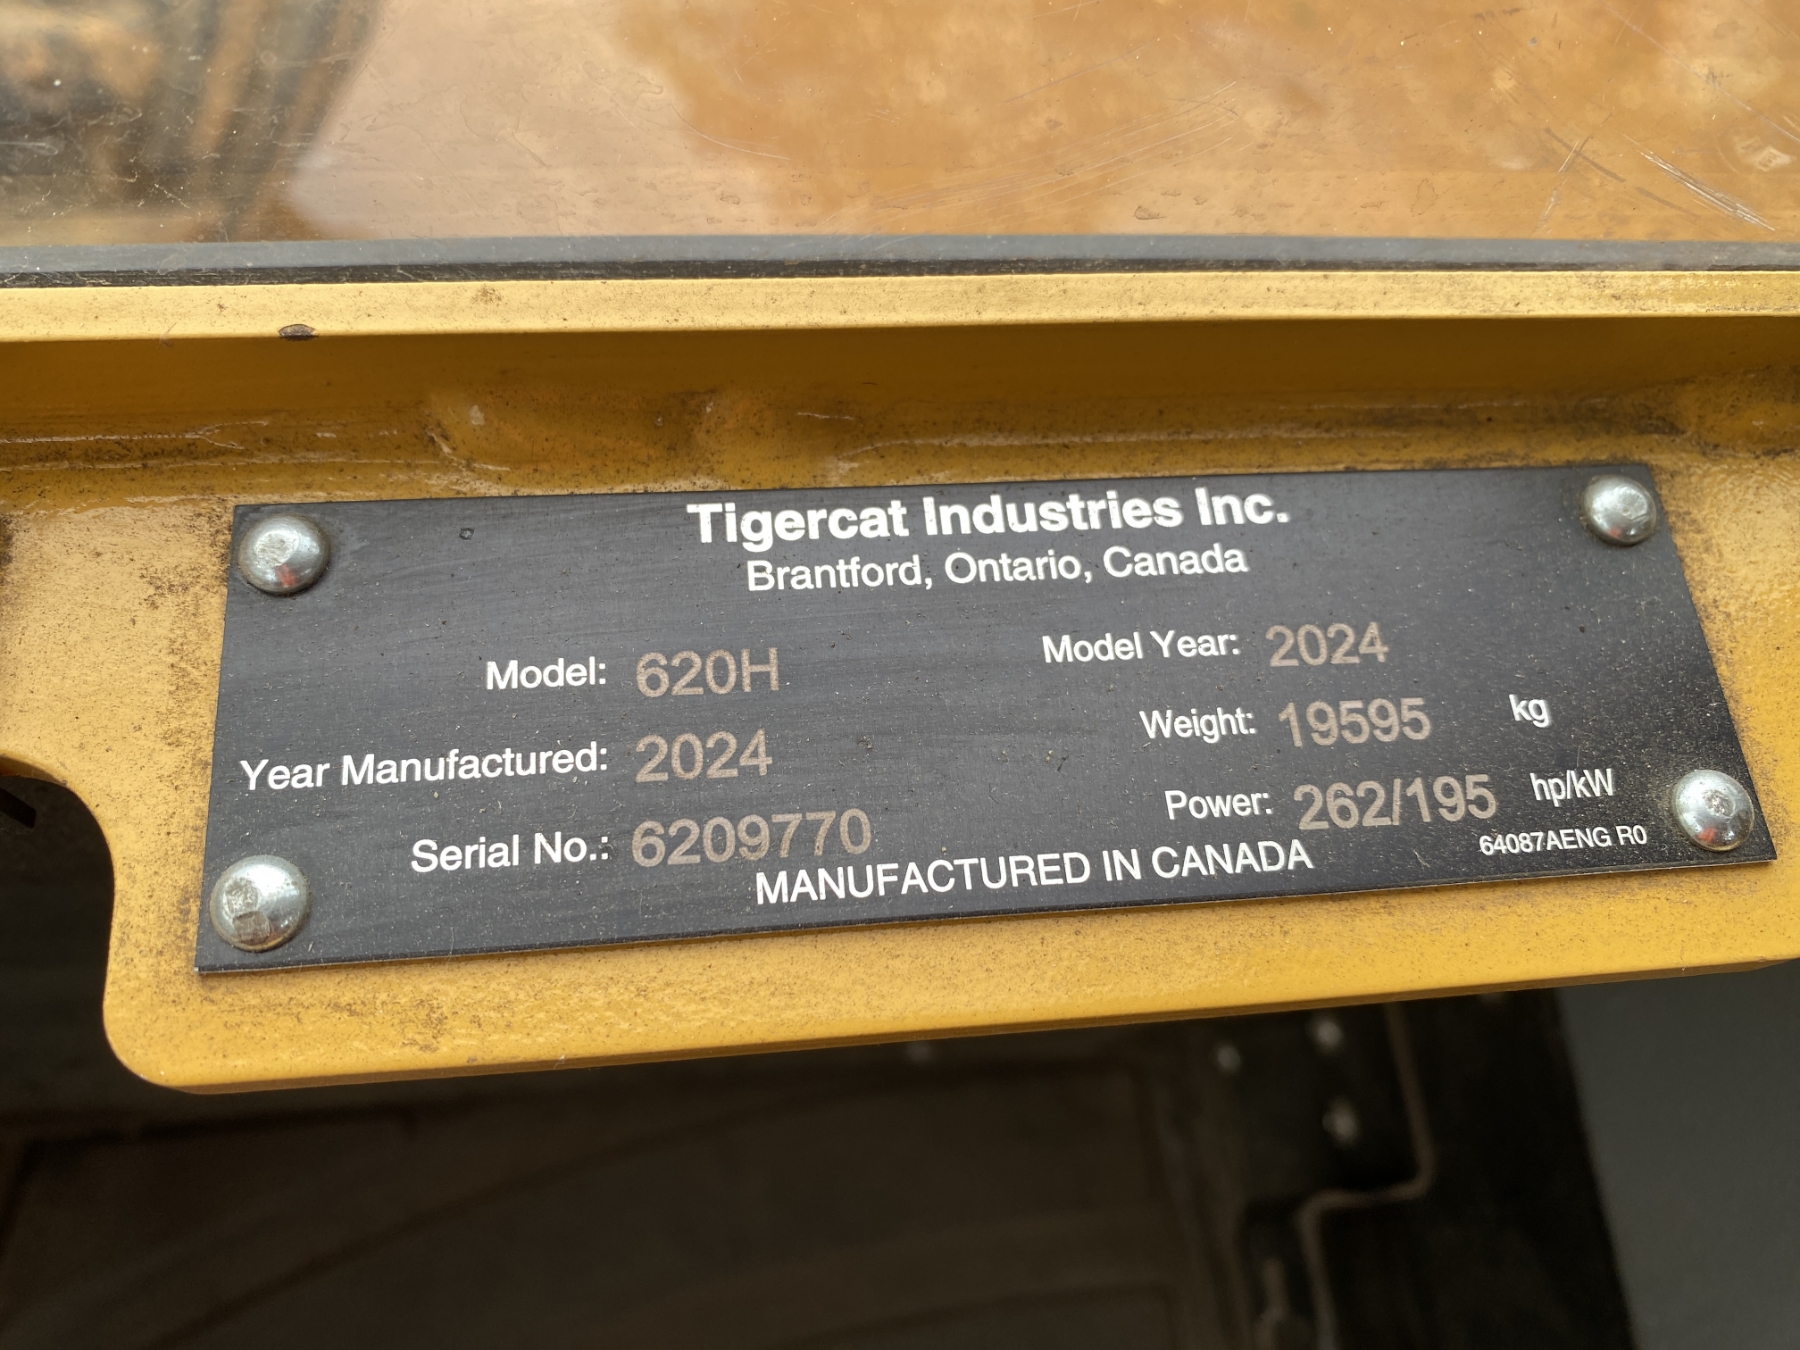 Tigercat Industries Inc.
Brantford, Ontario, Canada
Model: 620H
Model Year: 2024
Year Manufactured: 2024
Weight: 19595 kg
Serial No.: 6209770
Power: 262/195 hp/kW
MANUFACTURED IN CANADA
64087AENG R0